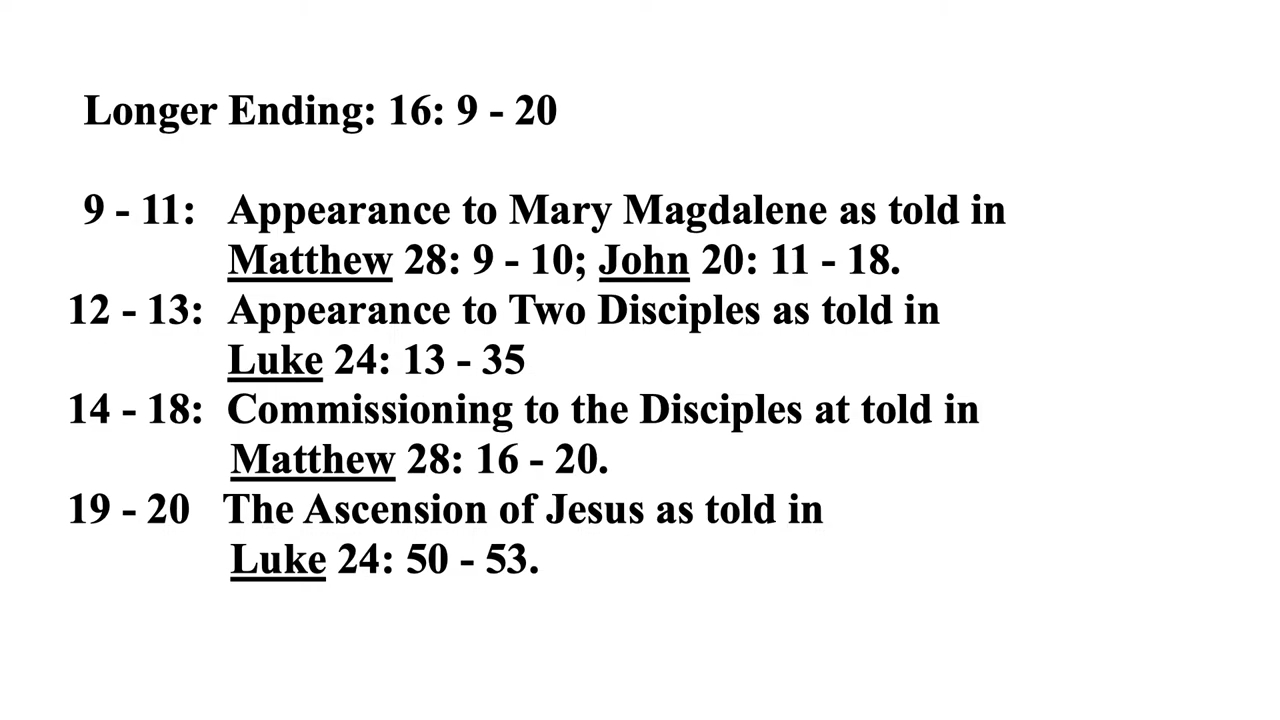 Longer Ending: 16: 9 - 20
9 - 11: Appearance to Mary Magdalene as told in
Matthew 28: 9 - 10; John 20: 11 - 18.
12 - 13: Appearance to Two Disciples as told in
Luke 24: 13 - 35
14 - 18: Commissioning to the Disciples at told in
Matthew 28: 16 - 20.
19 - 20 The Ascension of Jesus as told in
Luke 24: 50 - 53.